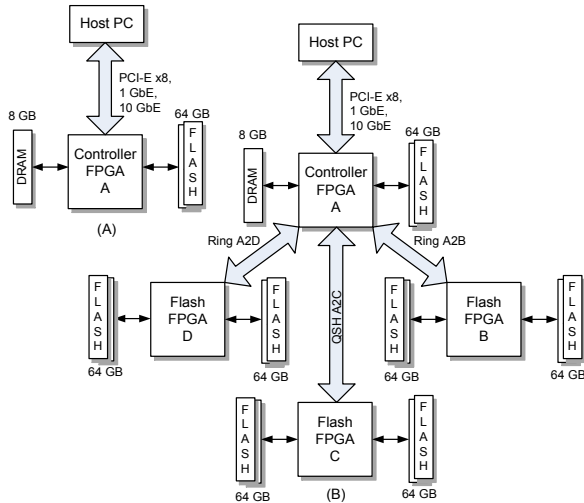 Host PC
PCI-E x8,
1 GbE,
10 GbE
8 GB
64 GB
DRAM
Controller
FPGA
A
FLASH
(A)
Host PC
PCI-E x8,
1 GbE,
10 GbE
8 GB
64 GB
DRAM
Controller
FPGA
A
FLASH
Ring A2D
Ring A2B
QSH A2C
FLASH
Flash
FPGA
D
FLASH
64 GB
64 GB
FLASH
Flash
FPGA
B
FLASH
64 GB
64 GB
FLASH
Flash
FPGA
C
FLASH
64 GB
(B)
64 GB